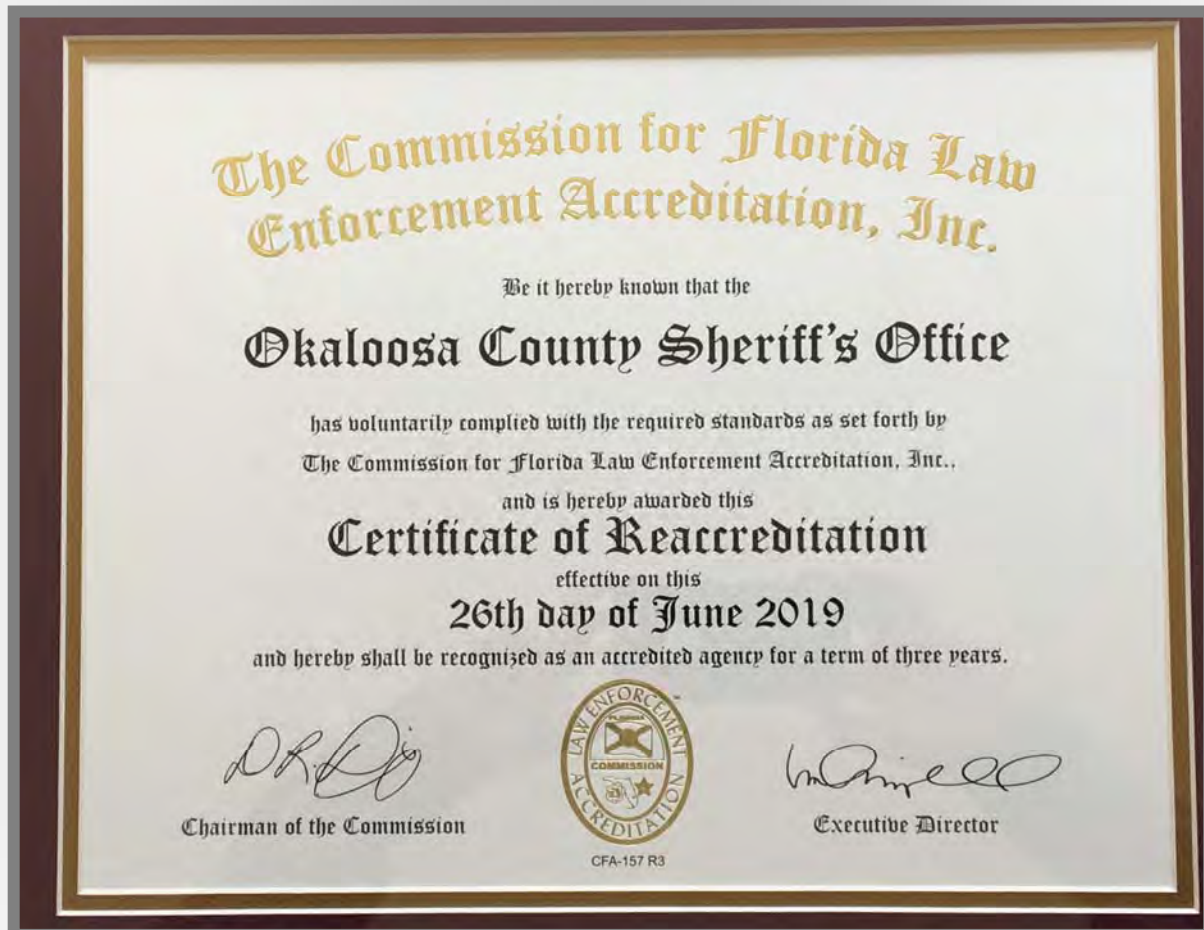 The Commission for Florida Law
Enforcement Accreditation, Inc.
Be it hereby known that the
Okaloosa County Sheriff's Office
has voluntarily complied with the required standards as set forth by
The Commission for Florida Law Enforcement Accreditation, Inc.,
and is hereby awarded this
Certificate of Reaccreditation
effective on this
26th day of June 2019
and hereby shall be recognized as an accredited agency for a term of three years.
LAW ENFORCEMENT
FLORIDA
COMMISSION
ACCREDITATION
Chairman of the Commission
Executive Director
CFA-157 R3